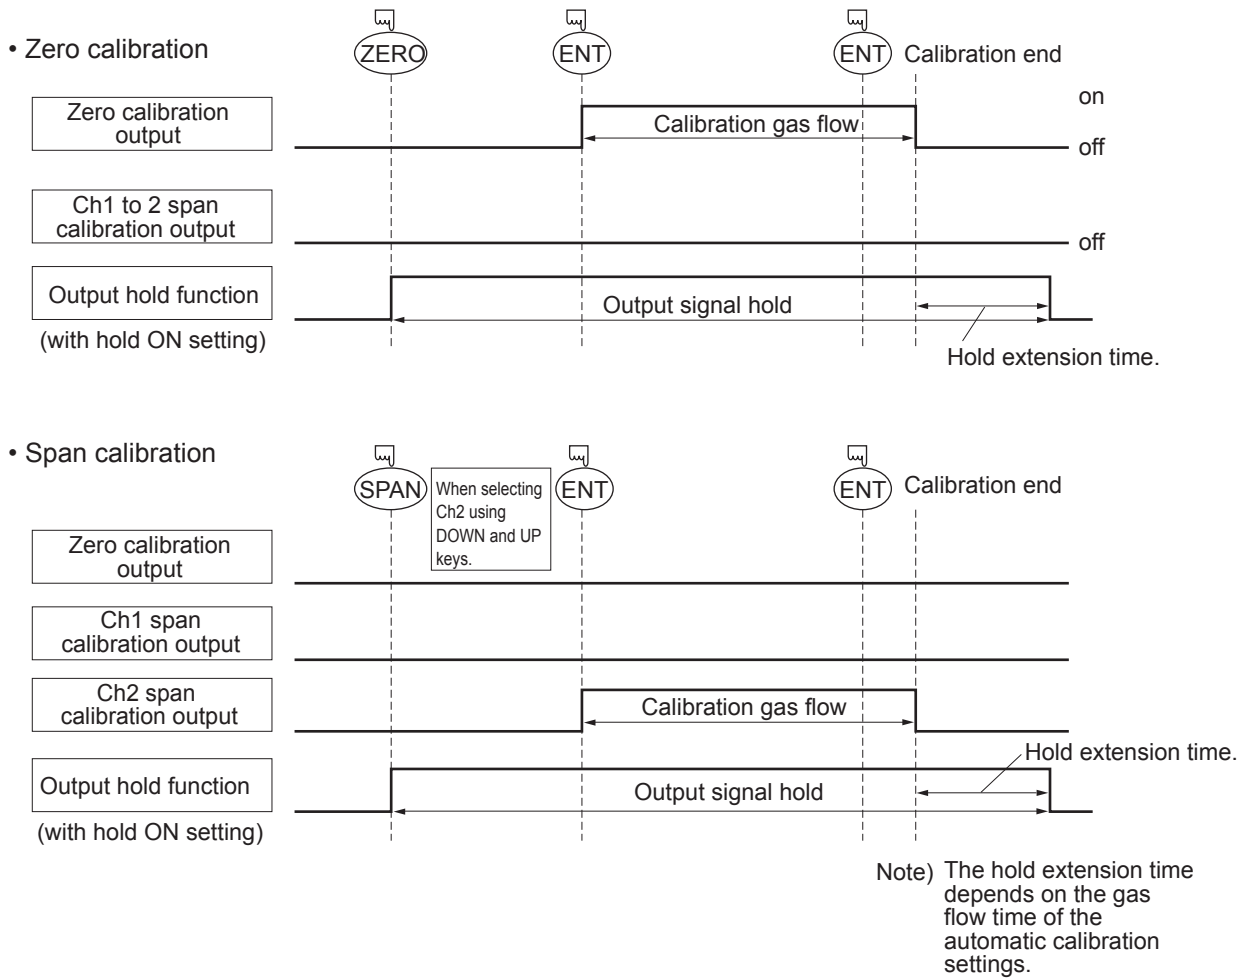 • Zero calibration
ZERO
ENT
ENT
Calibration end
Zero calibration
output
Calibration gas flow
on
off
Ch1 to 2 span
calibration output
off
Output hold function
(with hold ON setting)
Output signal hold
Hold extension time.
• Span calibration
SPAN
When selecting
Ch2 using
DOWN and UP
keys.
ENT
ENT
Calibration end
Zero calibration
output
Ch1 span
calibration output
Ch2 span
calibration output
Calibration gas flow
Hold extension time.
Output hold function
(with hold ON setting)
Output signal hold
Note) The hold extension time
depends on the gas
flow time of the
automatic calibration
settings.